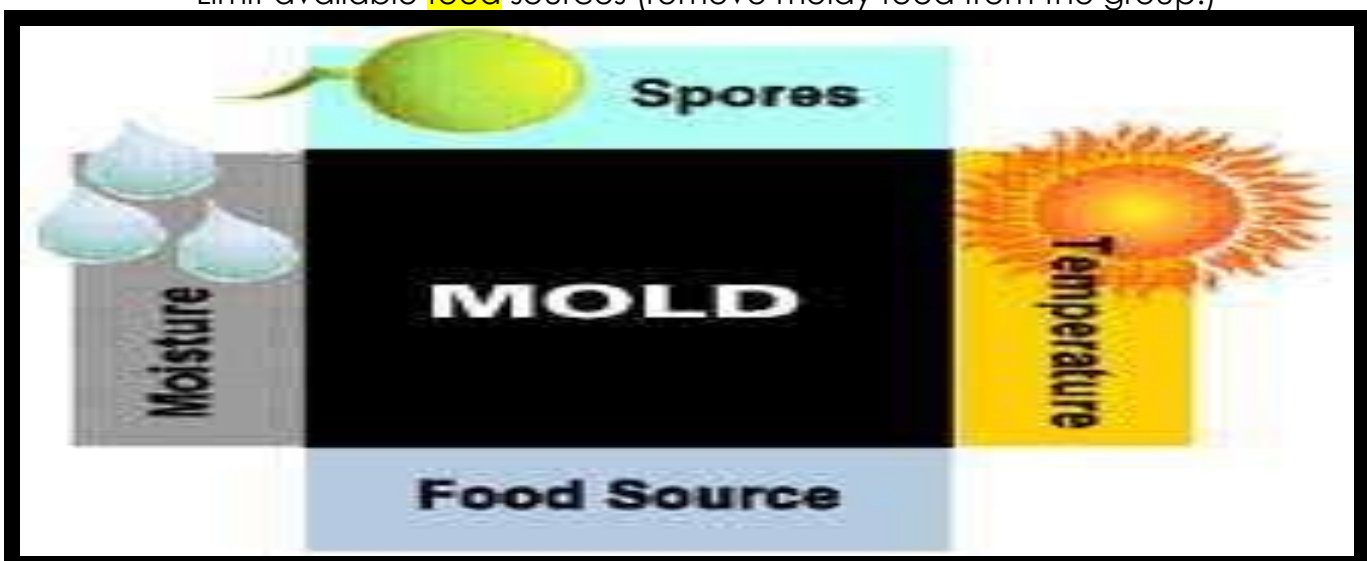 Limit available food sources (remove moldy food from the group!)
Spores
Moisture
MOLD
Temperature
Food Source